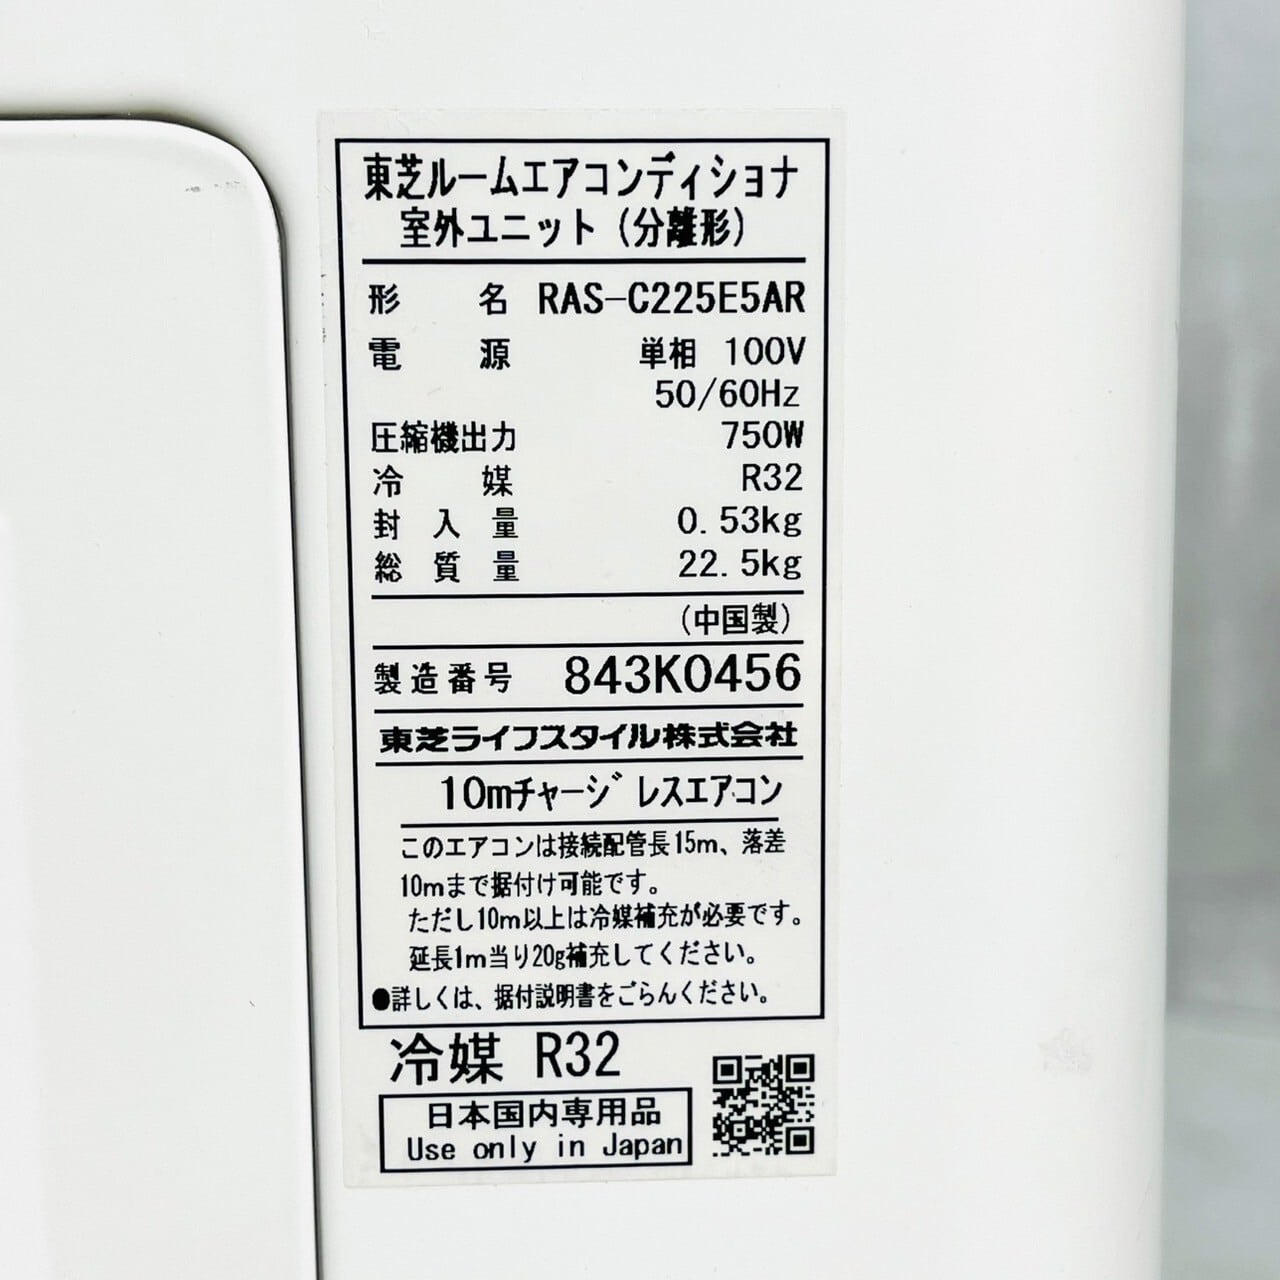 東芝ルームエアコンディショナ
室外ユニット（分離形）
形名 RAS-C225E5AR
電源 単相 100V
50/60Hz
圧縮機出力 750W
冷媒 R32
封入量 0.53kg
総質量 22.5kg
（中国製）
製造番号 843K0456
東芝ライフスタイル株式会社
10mチャージレスエアコン
このエアコンは接続配管長15m、落差
10mまで据付け可能です。
ただし10m以上は冷媒補充が必要です。
延長1m当り20g補充してください。
●詳しくは、据付説明書をごらんください。
冷媒 R32
日本国内専用品
Use only in Japan